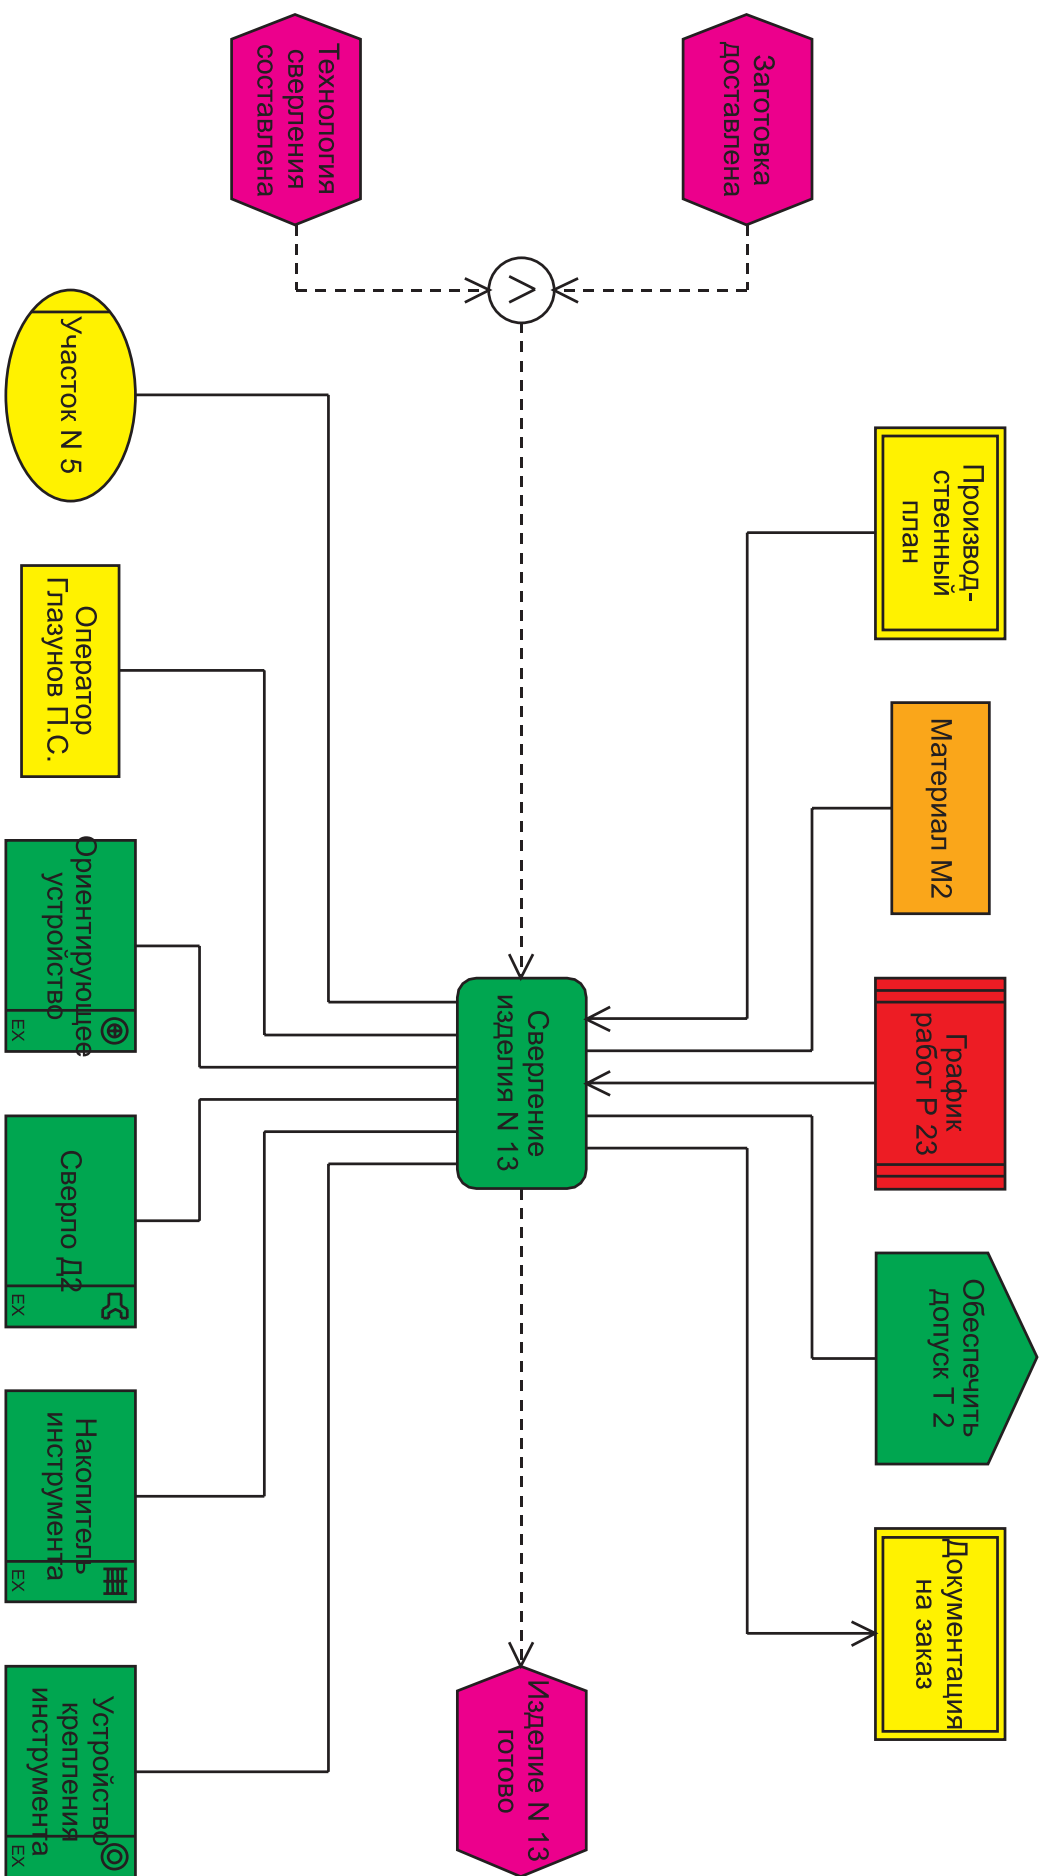 Производ-
ственный
план
Материал М2
График
работ Р 23
Обеспечить
допуск Т 2
Документация
на заказ
Заготовка
доставлена
∧
Сверление
изделия N 13
Изделие N 13
готово
Технология
сверления
составлена
Участок N 5
Оператор
Глазунов П.С.
Ориентирующее
устройство
EX
Сверло Д2
EX
Накопитель
инструмента
EX
Устройство
крепления
инструмента
EX